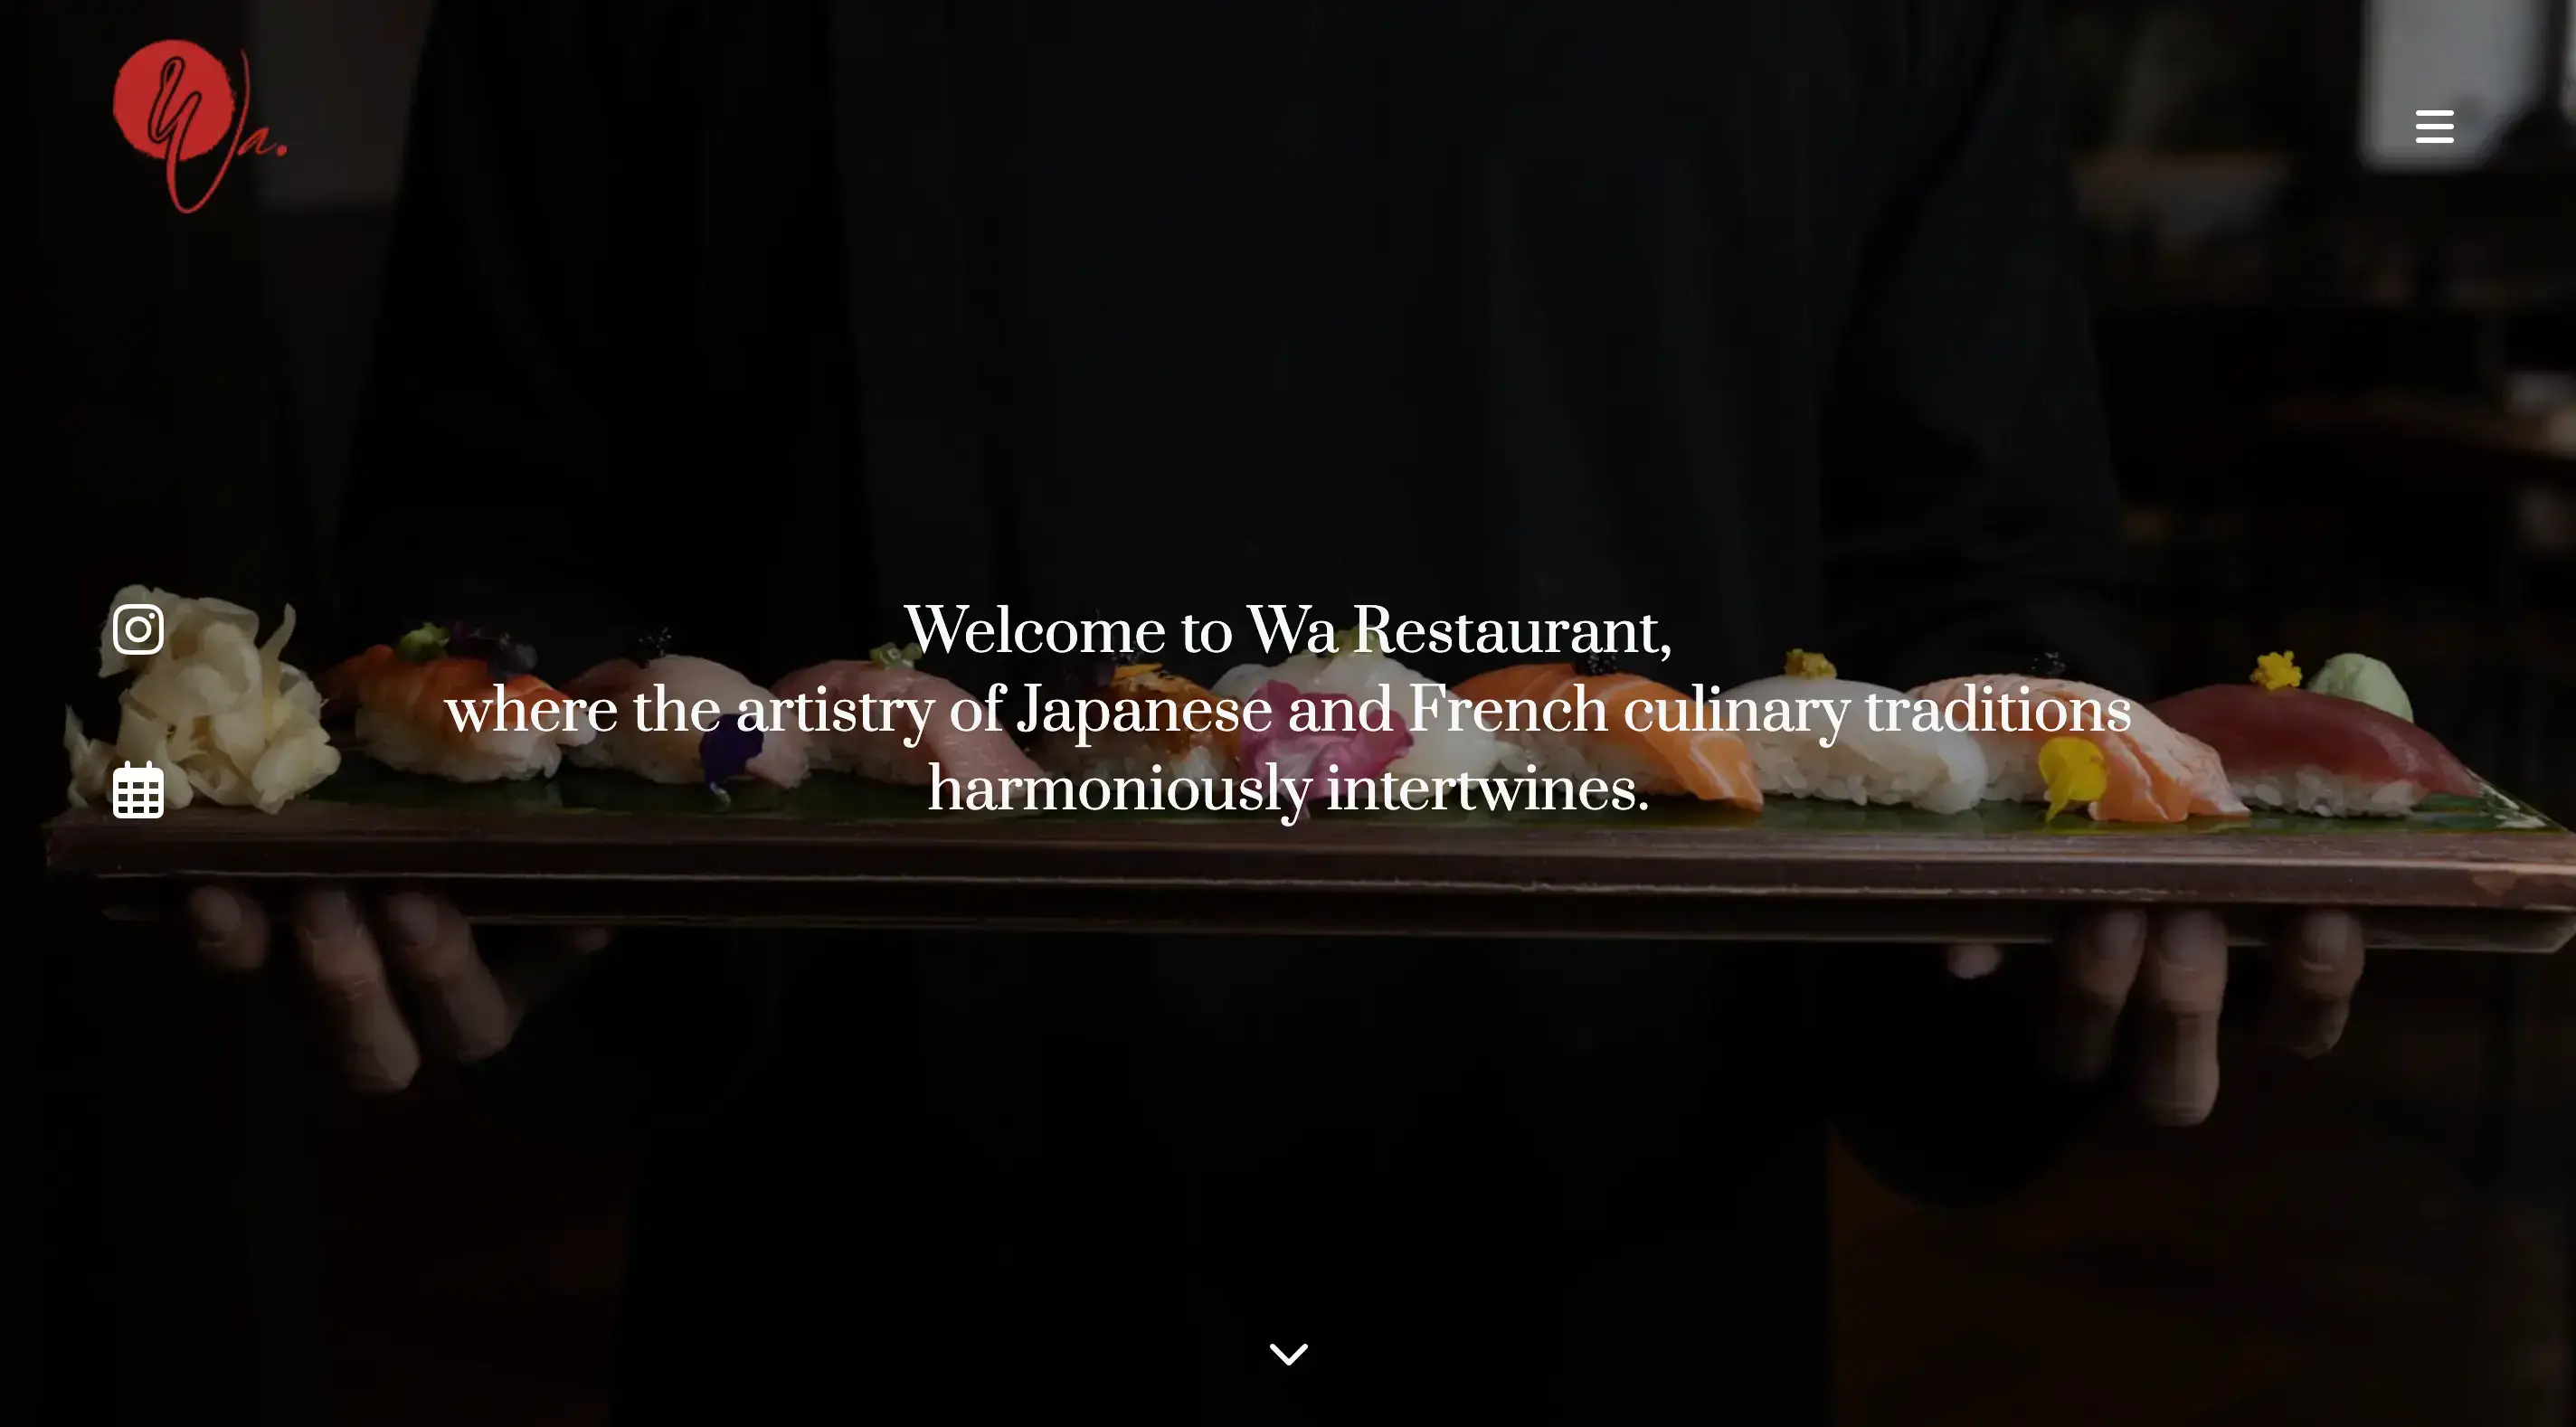 Wa.
Welcome to Wa Restaurant,
where the artistry of Japanese and French culinary traditions
harmoniously intertwines.